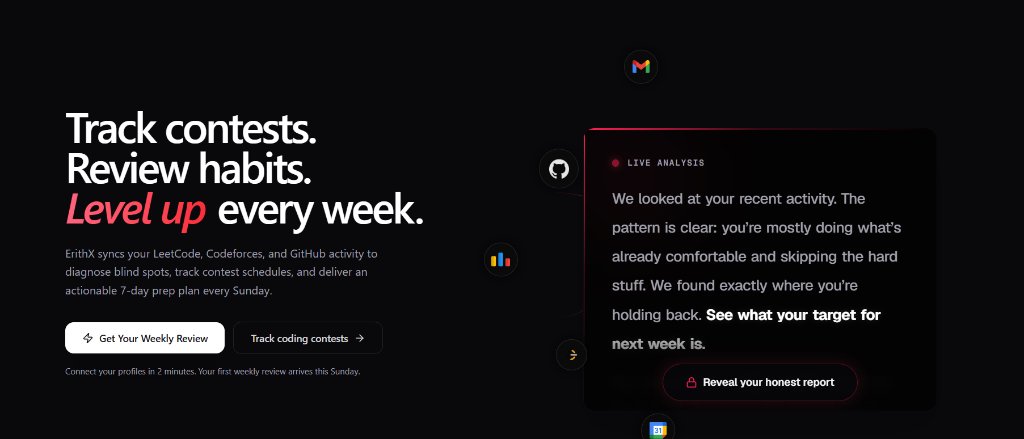 Track contests.
Review habits.
Level up every week.
ErithX syncs your LeetCode, Codeforces, and GitHub activity to
diagnose blind spots, track contest schedules, and deliver an
actionable 7-day prep plan every Sunday.
Get Your Weekly Review
Track coding contests →
Connect your profiles in 2 minutes. Your first weekly review arrives this Sunday.
LIVE ANALYSIS
We looked at your recent activity. The
pattern is clear: you’re mostly doing what’s
already comfortable and skipping the hard
stuff. We found exactly where you’re
holding back. See what your target for
next week is.
Reveal your honest report
31